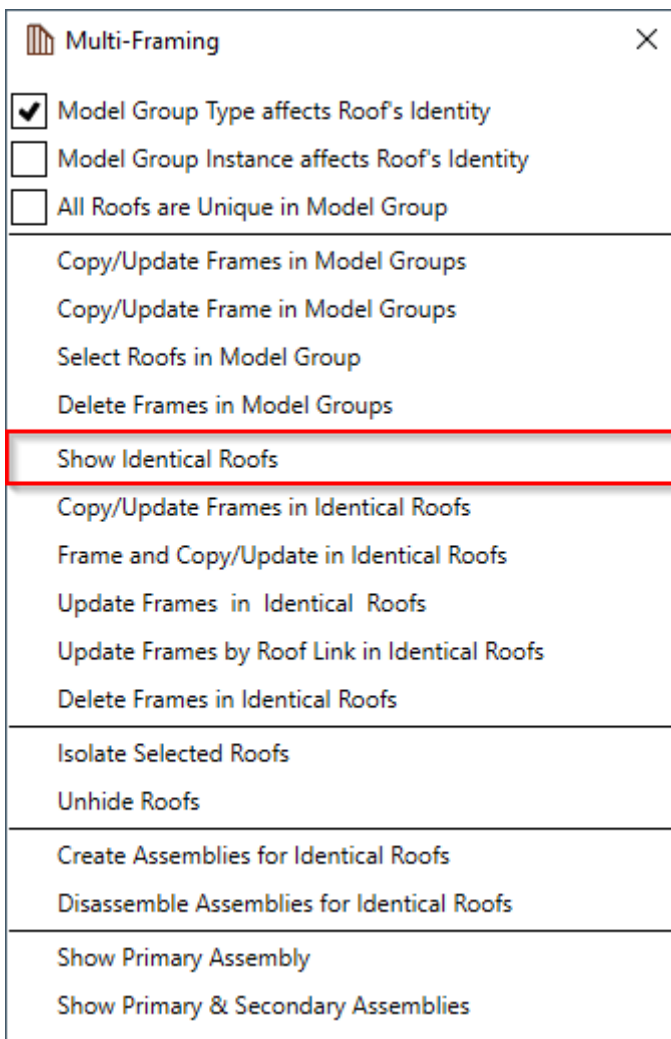 Multi-Framing
Model Group Type affects Roof's Identity
Model Group Instance affects Roof's Identity
All Roofs are Unique in Model Group
Copy/Update Frames in Model Groups
Copy/Update Frame in Model Groups
Select Roofs in Model Group
Delete Frames in Model Groups
Show Identical Roofs
Copy/Update Frames in Identical Roofs
Frame and Copy/Update in Identical Roofs
Update Frames  in  Identical  Roofs
Update Frames by Roof Link in Identical Roofs
Delete Frames in Identical Roofs
Isolate Selected Roofs
Unhide Roofs
Create Assemblies for Identical Roofs
Disassemble Assemblies for Identical Roofs
Show Primary Assembly
Show Primary & Secondary Assemblies